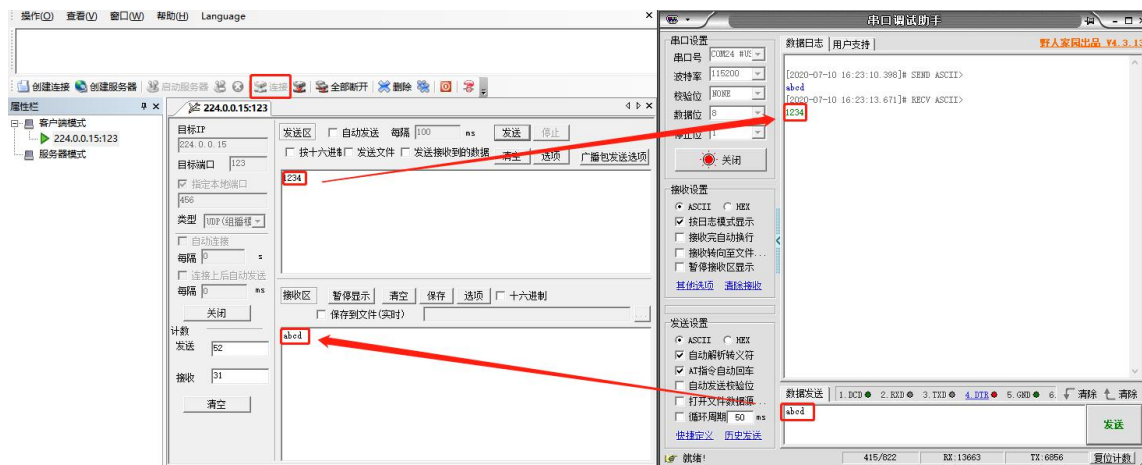 操作(O) 查看(V) 窗口(W) 帮助(H) Language
创建连接 创建服务器 启动服务器 连接 全部断开 删除
属性栏
客户端模式
224.0.0.15:123
服务器模式
224.0.0.15:123
目标IP
224.0.0.15
目标端口 123
指定本地端口
456
类型 UDP(组播模
自动连接
每隔 0 s
连接上后自动发送
每隔 0 ms
关闭
计数
发送 52
接收 31
清空
发送区 自动发送 每隔 100 ms 发送 停止
按十六进制 发送文件 发送接收到的数据 清空 选项 广播包发送选项
1234
接收区 暂停显示 清空 保存 选项 十六进制
保存到文件(实时)
abcd
串口调试助手
串口设置
串口号 COM24 #US
波特率 115200
校验位 NONE
数据位 8
停止位 1
关闭
接收设置
ASCII HEX
按日志模式显示
接收完自动换行
接收转向至文件...
暂停接收区显示
其他选项 清除接收
发送设置
ASCII HEX
自动解析转义符
AT指令自动回车
自动发送校验位
打开文件数据源...
循环周期 50 ms
快捷定义 历史发送
数据日志 用户支持 野人家园出品 V4.3.13
[2020-07-10 16:23:10.398]# SEND ASCII>
abcd
[2020-07-10 16:23:13.671]# RECV ASCII>
1234
数据发送 1.DCD 2.RXD 3.TXD 4.DTR 5.GND 6. 清除 清除
abcd
发送
就绪! 415/822 RX:13663 TX:6856 复位计数